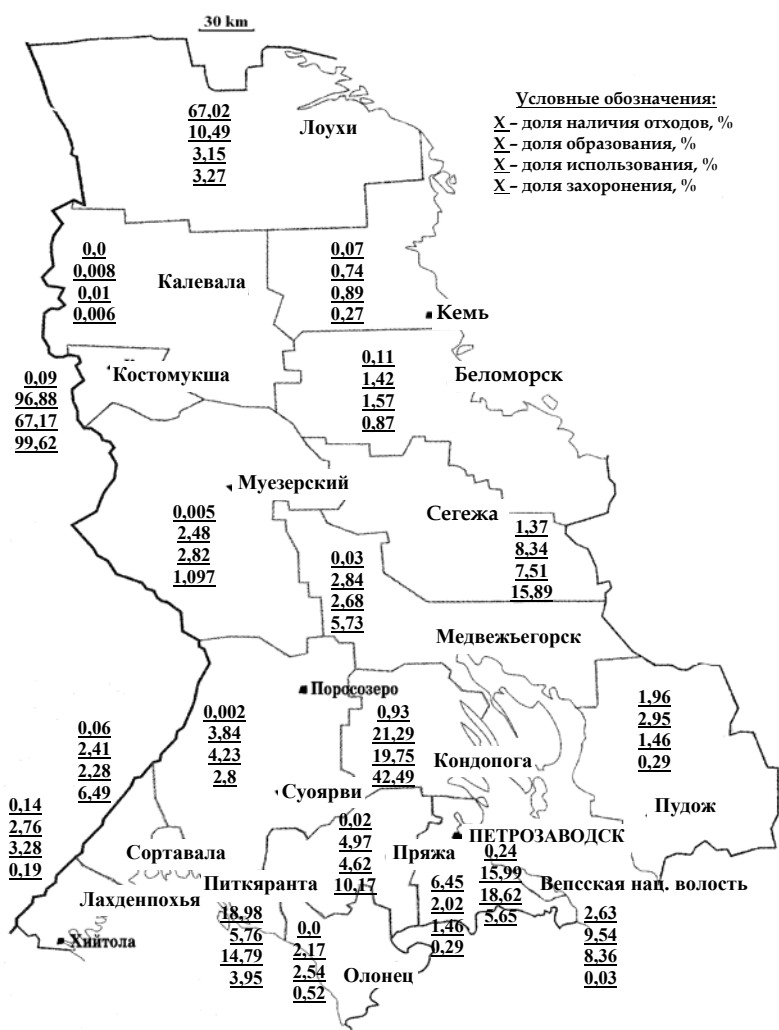 30 km
Условные обозначения:
X – доля наличия отходов, %
X – доля образования, %
X – доля использования, %
X – доля захоронения, %
67,02
10,49
3,15
3,27
Лоухи
0,0
0,008
0,01
0,006
Калевала
0,07
0,74
0,89
0,27
Кемь
0,09
96,88
67,17
99,62
Костомукша
0,11
1,42
1,57
0,87
Беломорск
Муезерский
0,005
2,48
2,82
1,097
Сегежа
1,37
8,34
7,51
15,89
0,03
2,84
2,68
5,73
Медвежьегорск
Поросозеро
0,002
3,84
4,23
2,8
Суоярви
0,93
21,29
19,75
42,49
Кондопога
1,96
2,95
1,46
0,29
Пудож
0,06
2,41
2,28
6,49
Сортавала
0,14
2,76
3,28
0,19
Лахденпохья
Хийтола
Питкяранта
18,98
5,76
14,79
3,95
0,02
4,97
4,62
10,17
Пряжа
ПЕТРОЗАВОДСК
0,24
15,99
18,62
5,65
6,45
2,02
1,46
0,29
Вепсская нац. волость
2,63
9,54
8,36
0,03
0,0
2,17
2,54
0,52
Олонец